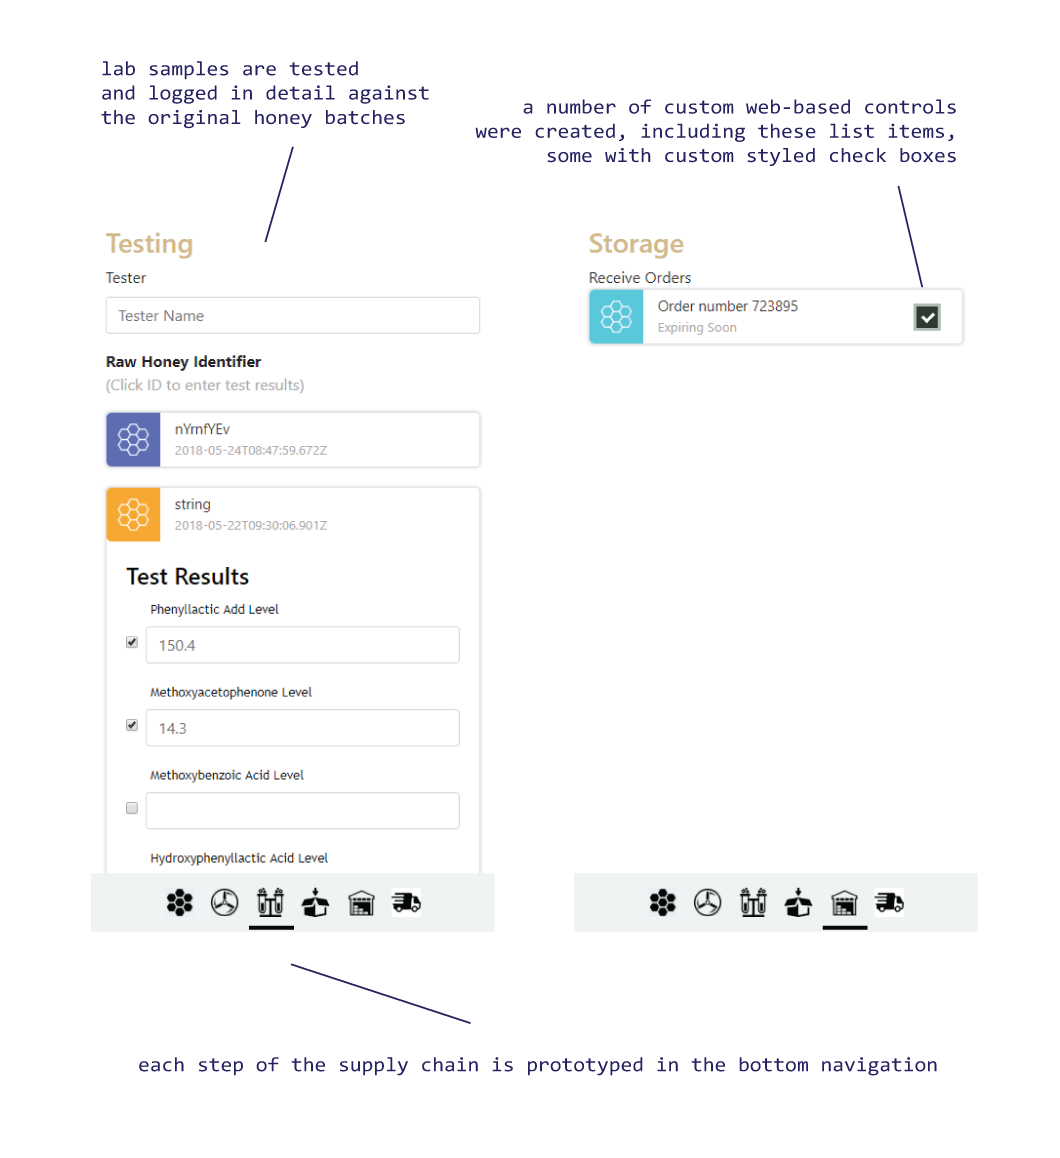 lab samples are tested
and logged in detail against
the original honey batches
a number of custom web-based controls
were created, including these list items,
some with custom styled check boxes
Testing
Tester
Tester Name
Raw Honey Identifier
(Click ID to enter test results)
nYrnfYEv
2018-05-24T08:47:59.672Z
string
2018-05-22T09:30:06.901Z
Test Results
Phenyllactic Add Level
150.4
Methoxyacetophenone Level
14.3
Methoxybenzoic Acid Level
Hydroxyphenyllactic Acid Level
Storage
Receive Orders
Order number 723895
Expiring Soon
each step of the supply chain is prototyped in the bottom navigation